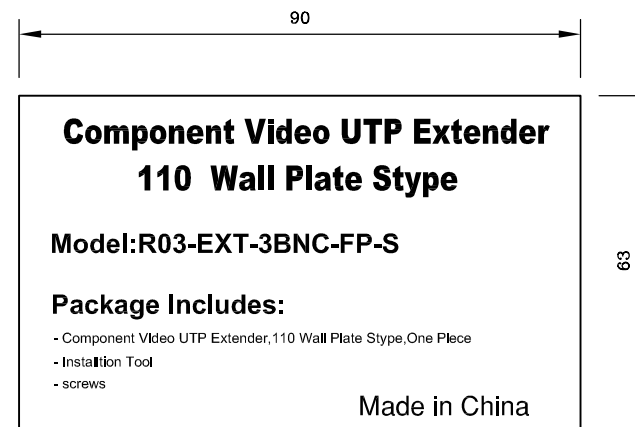 90
Component Video UTP Extender
110 Wall Plate Stype
63
Model:R03-EXT-3BNC-FP-S
Package Includes:
- Component Video UTP Extender,110 Wall Plate Stype,One Piece
- Installtion Tool
- screws
Made in China